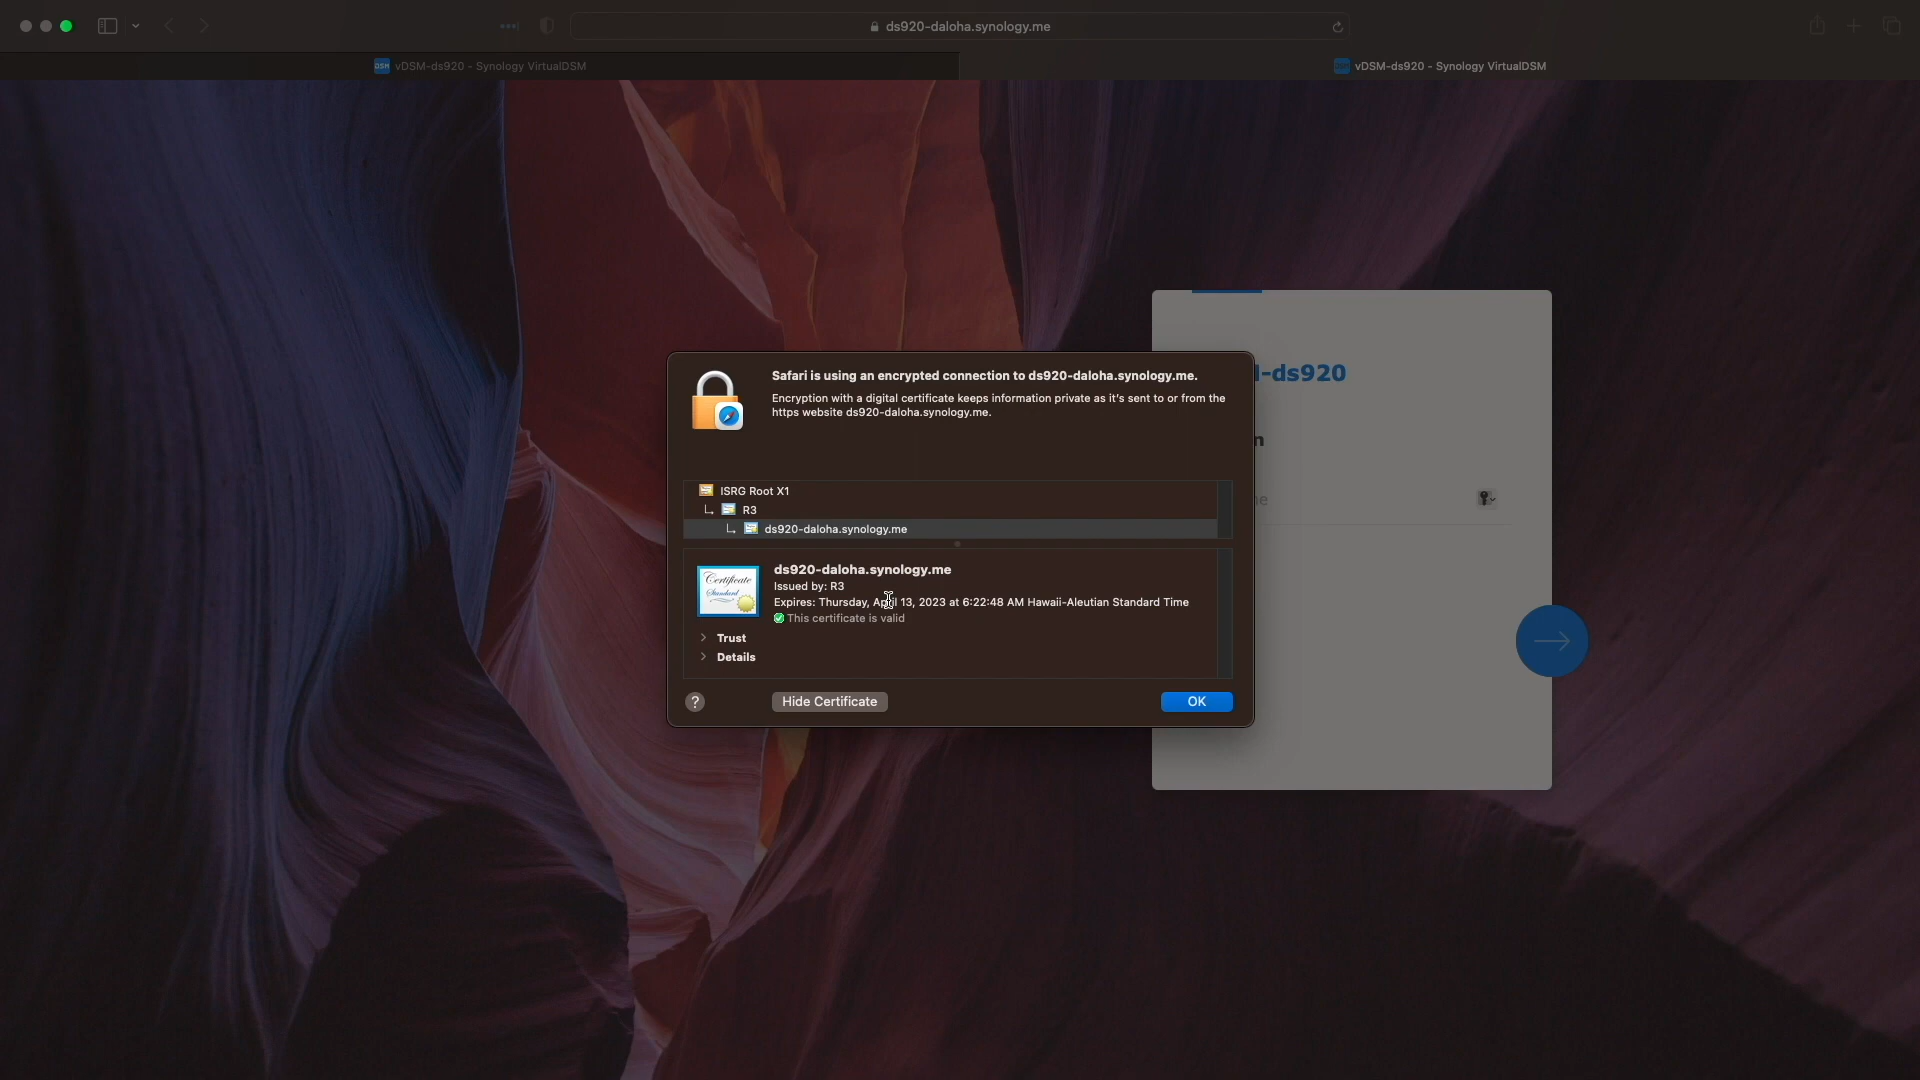 ds920-daloha.synology.me
vDSM-ds920 - Synology VirtualDSM
vDSM-ds920 - Synology VirtualDSM
-ds920
Safari is using an encrypted connection to ds920-daloha.synology.me.
Encryption with a digital certificate keeps information private as it's sent to or from the
https website ds920-daloha.synology.me.
ISRG Root X1
R3
ds920-daloha.synology.me
Certificate
Standard
ds920-daloha.synology.me
Issued by: R3
Expires: Thursday, April 13, 2023 at 6:22:48 AM Hawaii-Aleutian Standard Time
This certificate is valid
Trust
Details
?
Hide Certificate
OK